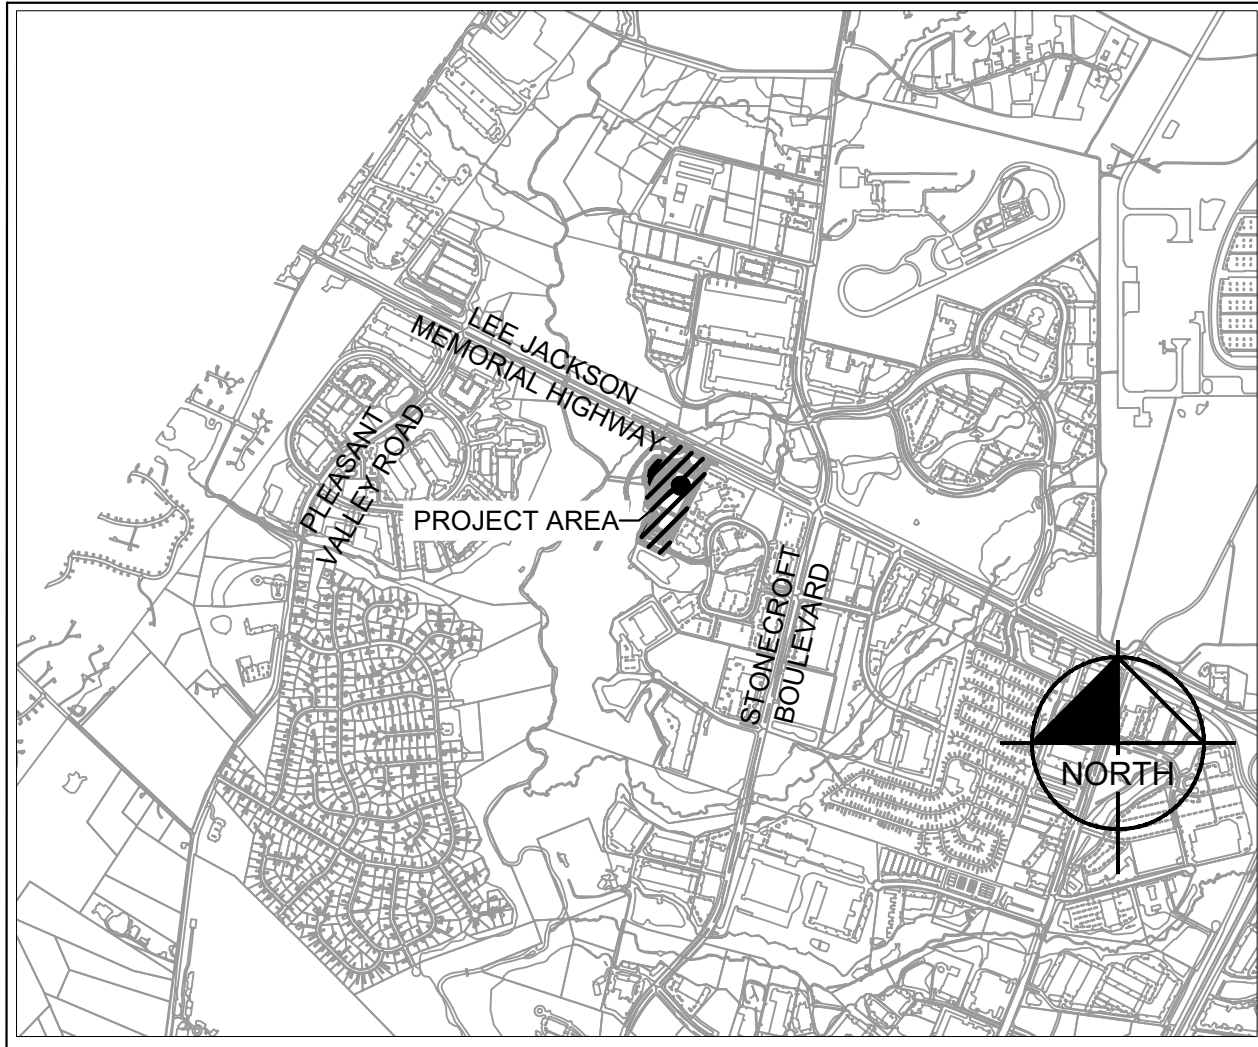 LEE JACKSON
MEMORIAL HIGHWAY
PLEASANT
VALLEY ROAD
PROJECT AREA
STONECROFT
BOULEVARD
NORTH